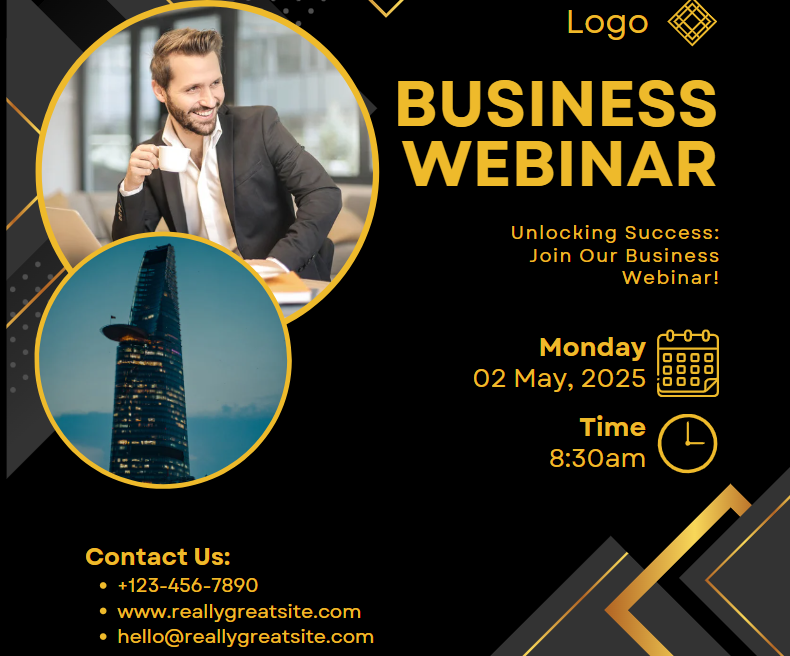 Logo
BUSINESS
WEBINAR
Unlocking Success:
Join Our Business
Webinar!
Monday
02 May, 2025
Time
8:30am
Contact Us:
+123-456-7890
www.reallygreatsite.com
hello@reallygreatsite.com